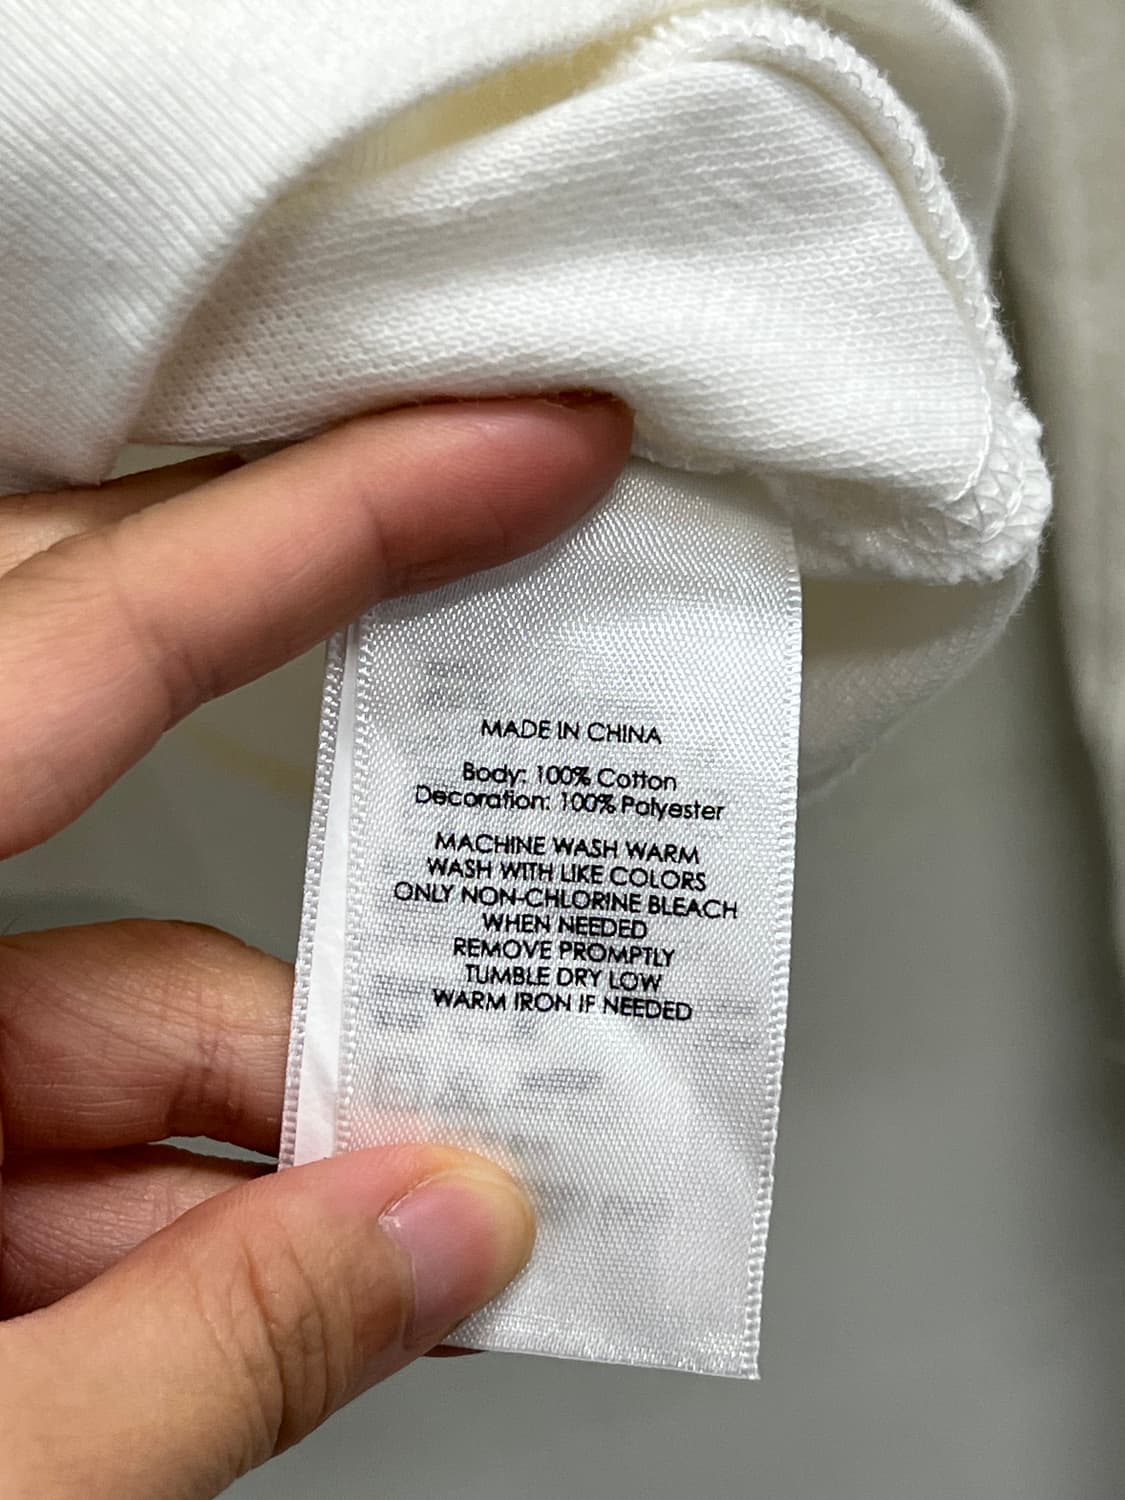 MADE IN CHINA
Body: 100% Cotton
Decoration: 100% Polyester
MACHINE WASH WARM
WASH WITH LIKE COLORS
ONLY NON-CHLORINE BLEACH
WHEN NEEDED
REMOVE PROMPTLY
TUMBLE DRY LOW
WARM IRON IF NEEDED